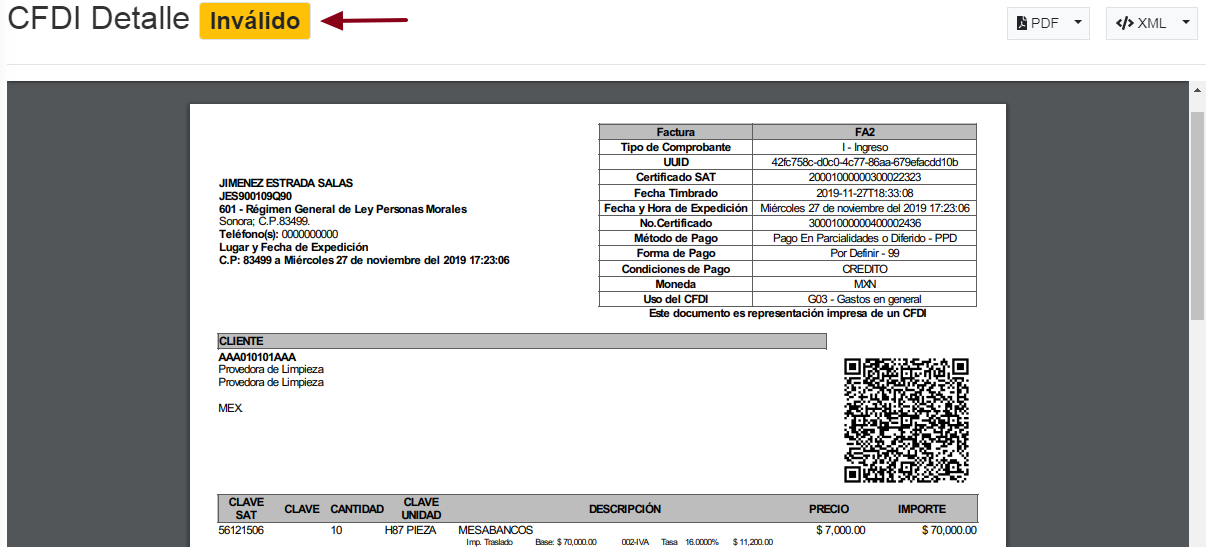 CFDI Detalle Inválido
PDF
XML
Factura FA2
Tipo de Comprobante I - Ingreso
UUID 42fc758c-d0c0-4c77-86aa-679efacdd10b
Certificado SAT 20001000000300022323
Fecha Timbrado 2019-11-27T18:33:08
Fecha y Hora de Expedición Miércoles 27 de noviembre del 2019 17:23:06
No.Certificado 30001000000400002436
Método de Pago Pago En Parcialidades o Diferido - PPD
Forma de Pago Por Definir - 99
Condiciones de Pago CREDITO
Moneda MXN
Uso del CFDI G03 - Gastos en general
Este documento es representación impresa de un CFDI
JIMENEZ ESTRADA SALAS
JES900109Q90
601 - Régimen General de Ley Personas Morales
Sonora; C.P.83499.
Teléfono(s): 0000000000
Lugar y Fecha de Expedición
C.P: 83499 a Miércoles 27 de noviembre del 2019 17:23:06
CLIENTE
AAA010101AAA
Provedora de Limpieza
Provedora de Limpieza
MEX.
CLAVE SAT CLAVE CANTIDAD CLAVE UNIDAD DESCRIPCIÓN PRECIO IMPORTE
56121506 10 H87 PIEZA MESABANCOS $ 7,000.00 $ 70,000.00
Imp. Traslado Base: $ 70,000.00 002-IVA Tasa 16.0000% $ 11,200.00